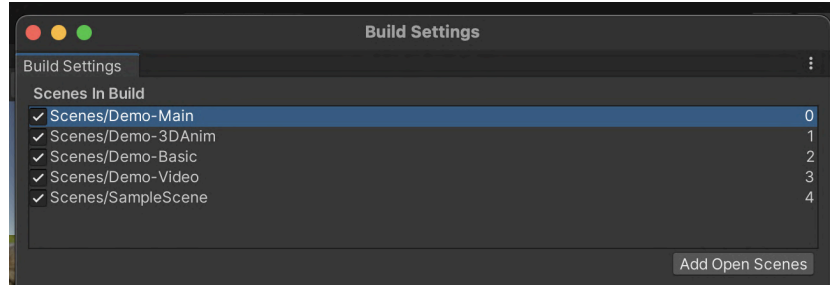 Build Settings
Build Settings
Scenes In Build
Scenes/Demo-Main 0
Scenes/Demo-3DAnim 1
Scenes/Demo-Basic 2
Scenes/Demo-Video 3
Scenes/SampleScene 4
Add Open Scenes